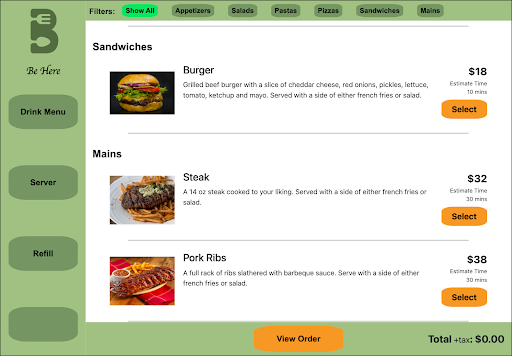 Filters:
Show All
Appetizers
Salads
Pastas
Pizzas
Sandwiches
Mains
Be Here
Drink Menu
Server
Refill
Sandwiches
Burger
Grilled beef burger with a slice of cheddar cheese, red onions, pickles, lettuce,
tomato, ketchup and mayo. Served with a side of either french fries or salad.
$18
Estimate Time
10 mins
Select
Mains
Steak
A 14 oz steak cooked to your liking. Served with a side of either french fries or
salad.
$32
Estimate Time
30 mins
Select
Pork Ribs
A full rack of ribs slathered with barbeque sauce. Serve with a side of either
french fries or salad.
$38
Estimate Time
30 mins
Select
View Order
Total +tax: $0.00